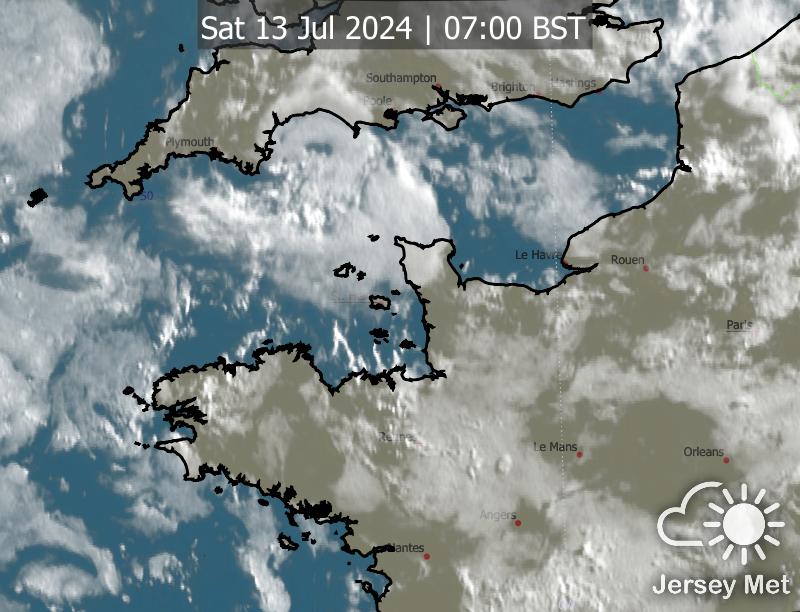 Sat 13 Jul 2024 | 07:00 BST
Southampton
Brighton
Hastings
Poole
Plymouth
50
Le Havre
Rouen
Paris
Rennes
Le Mans
Orleans
Angers
Nantes
Jersey Met